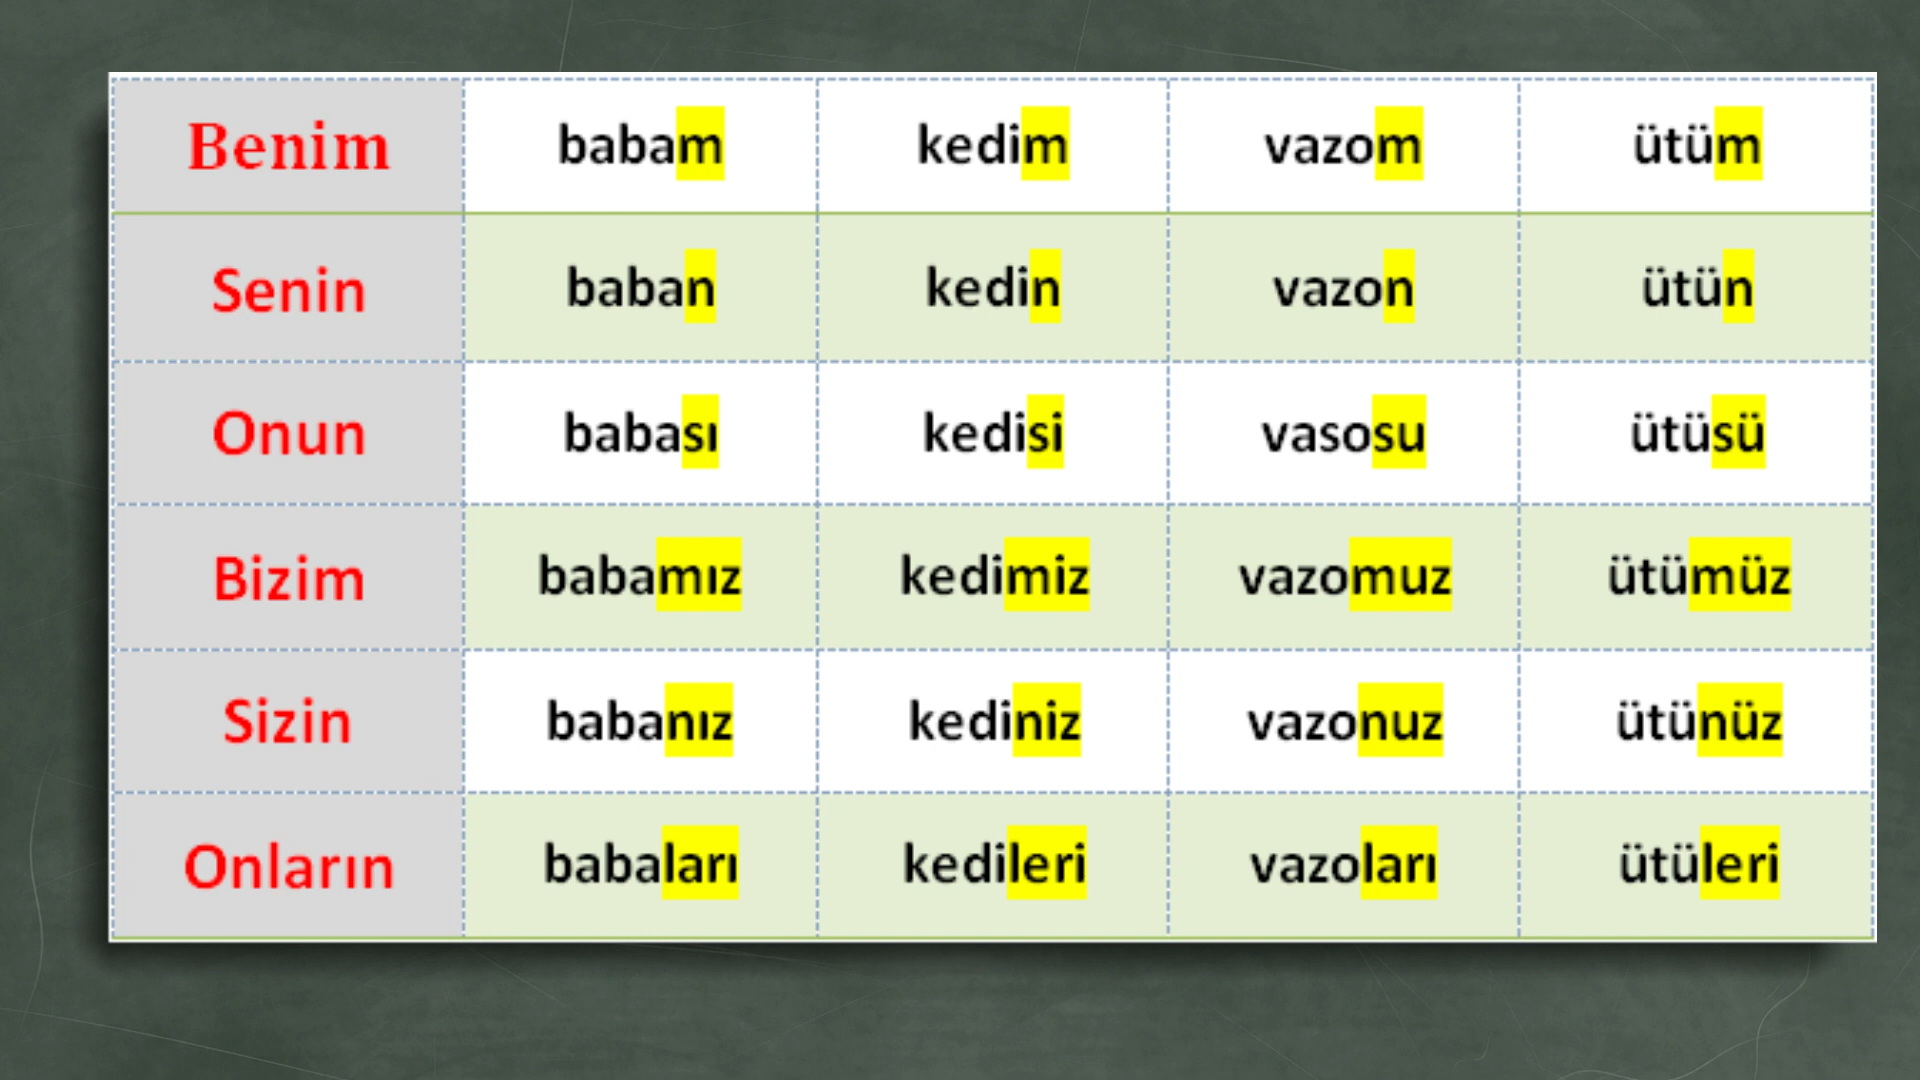 Benim babam kedim vazom ütüm
Senin baban kedin vazon ütün
Onun babası kedisi vasosu ütüsü
Bizim babamız kedimiz vazomuz ütümüz
Sizin babanız kediniz vazonuz ütünüz
Onların babaları kedileri vazoları ütüleri